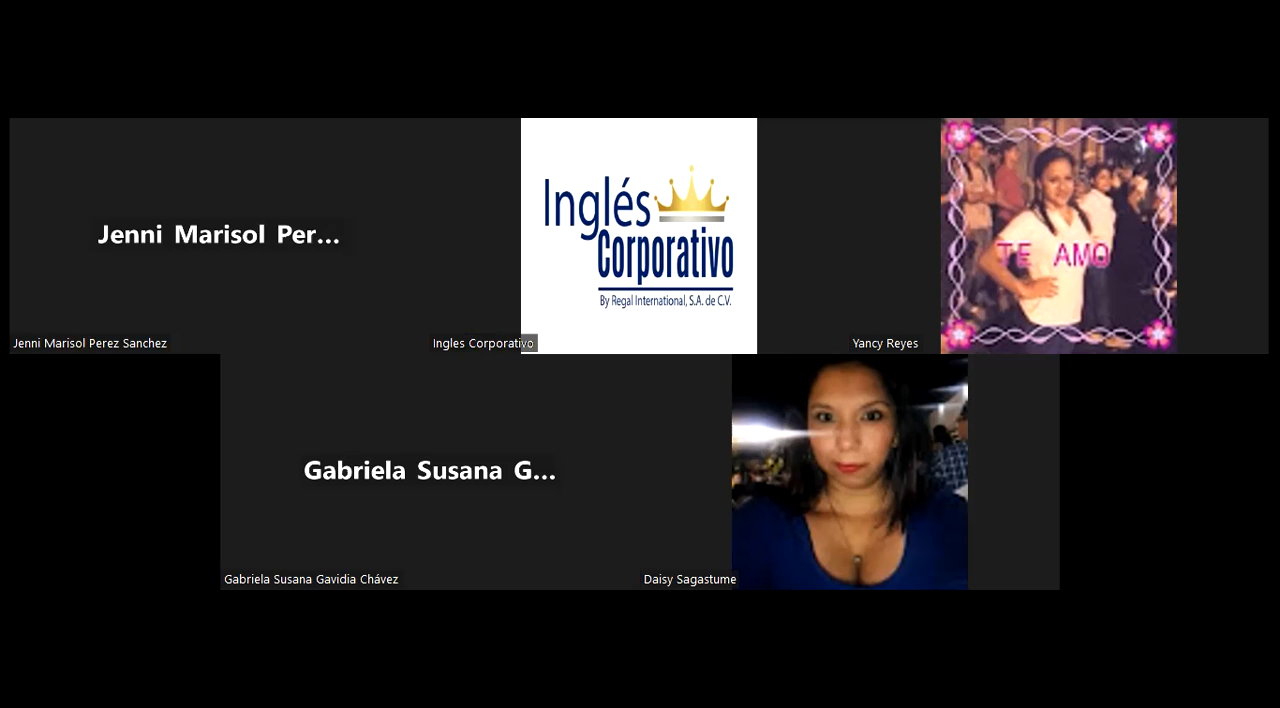 Jenni Marisol Per...
Jenni Marisol Perez Sanchez
Inglés
Corporativo
By Regal International, S.A. de C.V.
Ingles Corporativo
TE AMO
Yancy Reyes
Gabriela Susana G...
Gabriela Susana Gavidia Chávez
Daisy Sagastume